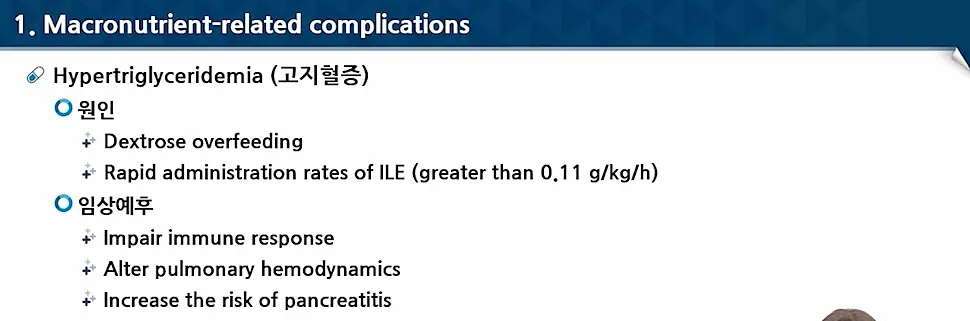 1. Macronutrient-related complications
Hypertriglyceridemia (고지혈증)
원인
Dextrose overfeeding
Rapid administration rates of ILE (greater than 0.11 g/kg/h)
임상예후
Impair immune response
Alter pulmonary hemodynamics
Increase the risk of pancreatitis